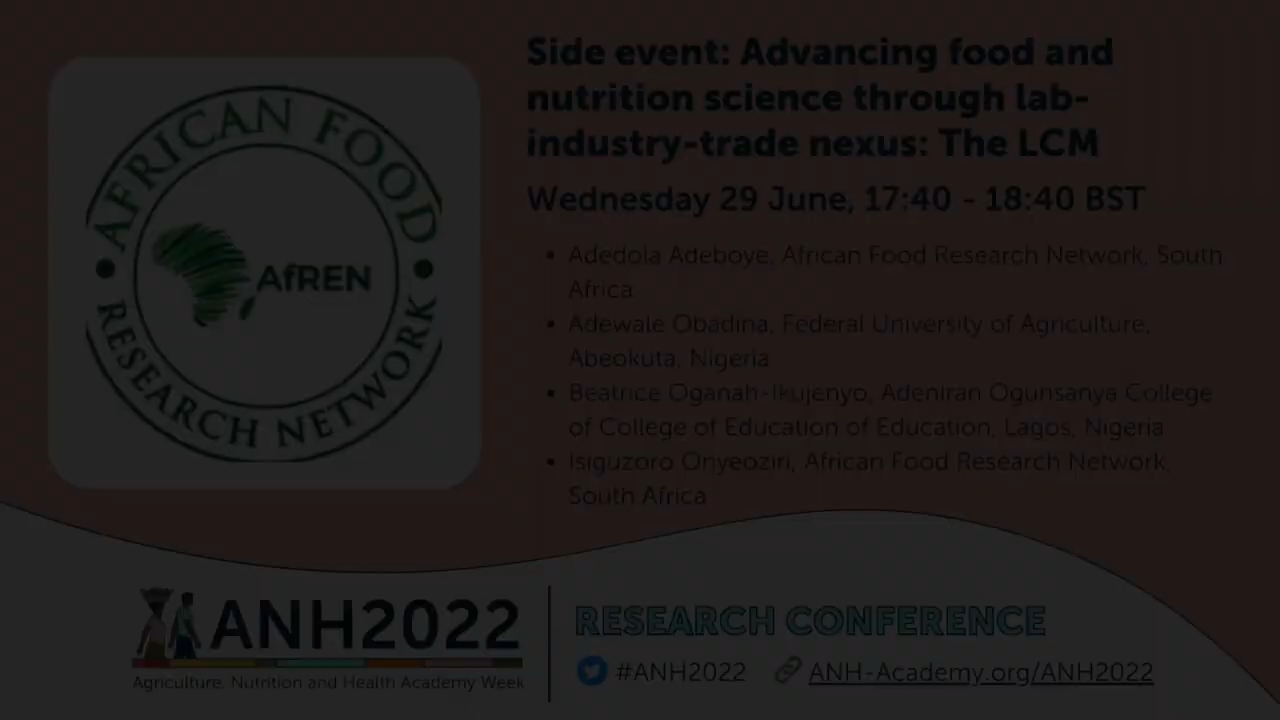 Side event: Advancing food and
nutrition science through lab-
industry-trade nexus: The LCM
Wednesday 29 June, 17:40 - 18:40 BST
• Adedola Adeboye, African Food Research Network, South
Africa
• Adewale Obadina, Federal University of Agriculture,
Abeokuta, Nigeria
• Beatrice Oganah-Ikujenyo, Adeniran Ogunsanya College
of College of Education of Education, Lagos, Nigeria
• Isiguzoro Onyeoziri, African Food Research Network,
South Africa
AFRICAN FOOD
AfREN
RESEARCH NETWORK
ANH2022
Agriculture, Nutrition and Health Academy Week
RESEARCH CONFERENCE
#ANH2022
ANH-Academy.org/ANH2022